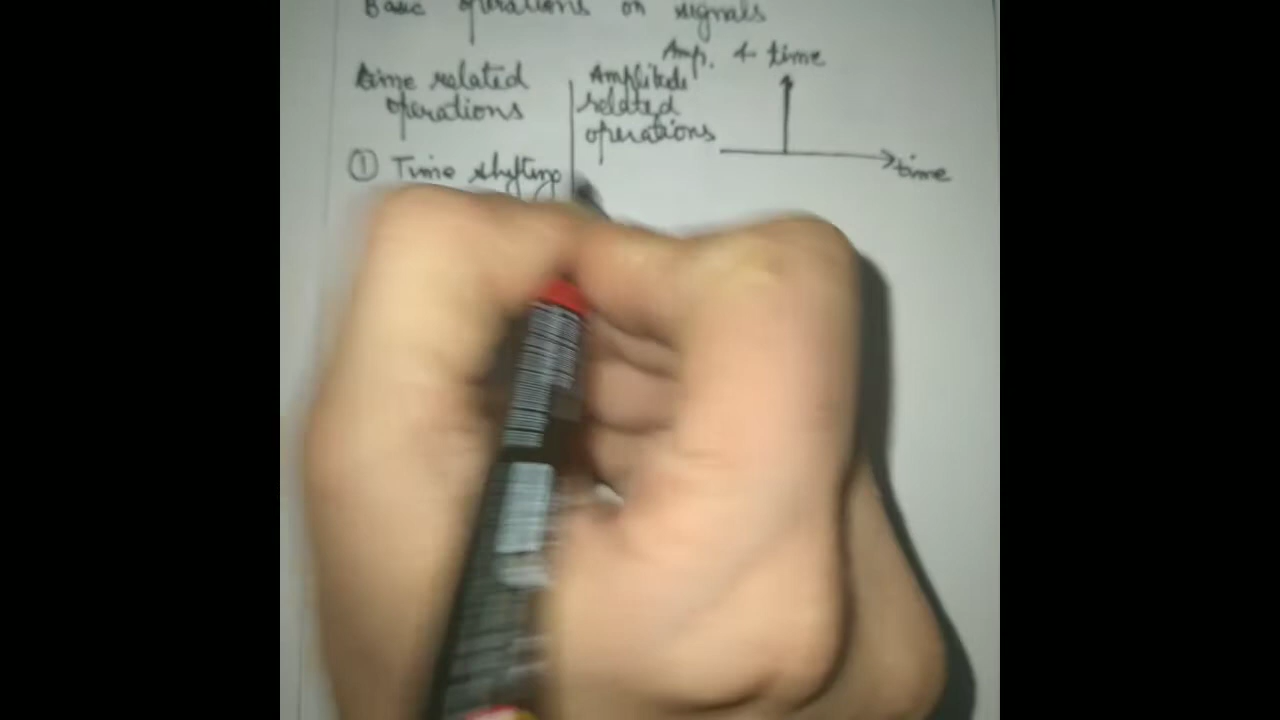 Basic operations on signals
Amp. & time
time related
operations
Amplitude
related
operations
time
① Time shifting